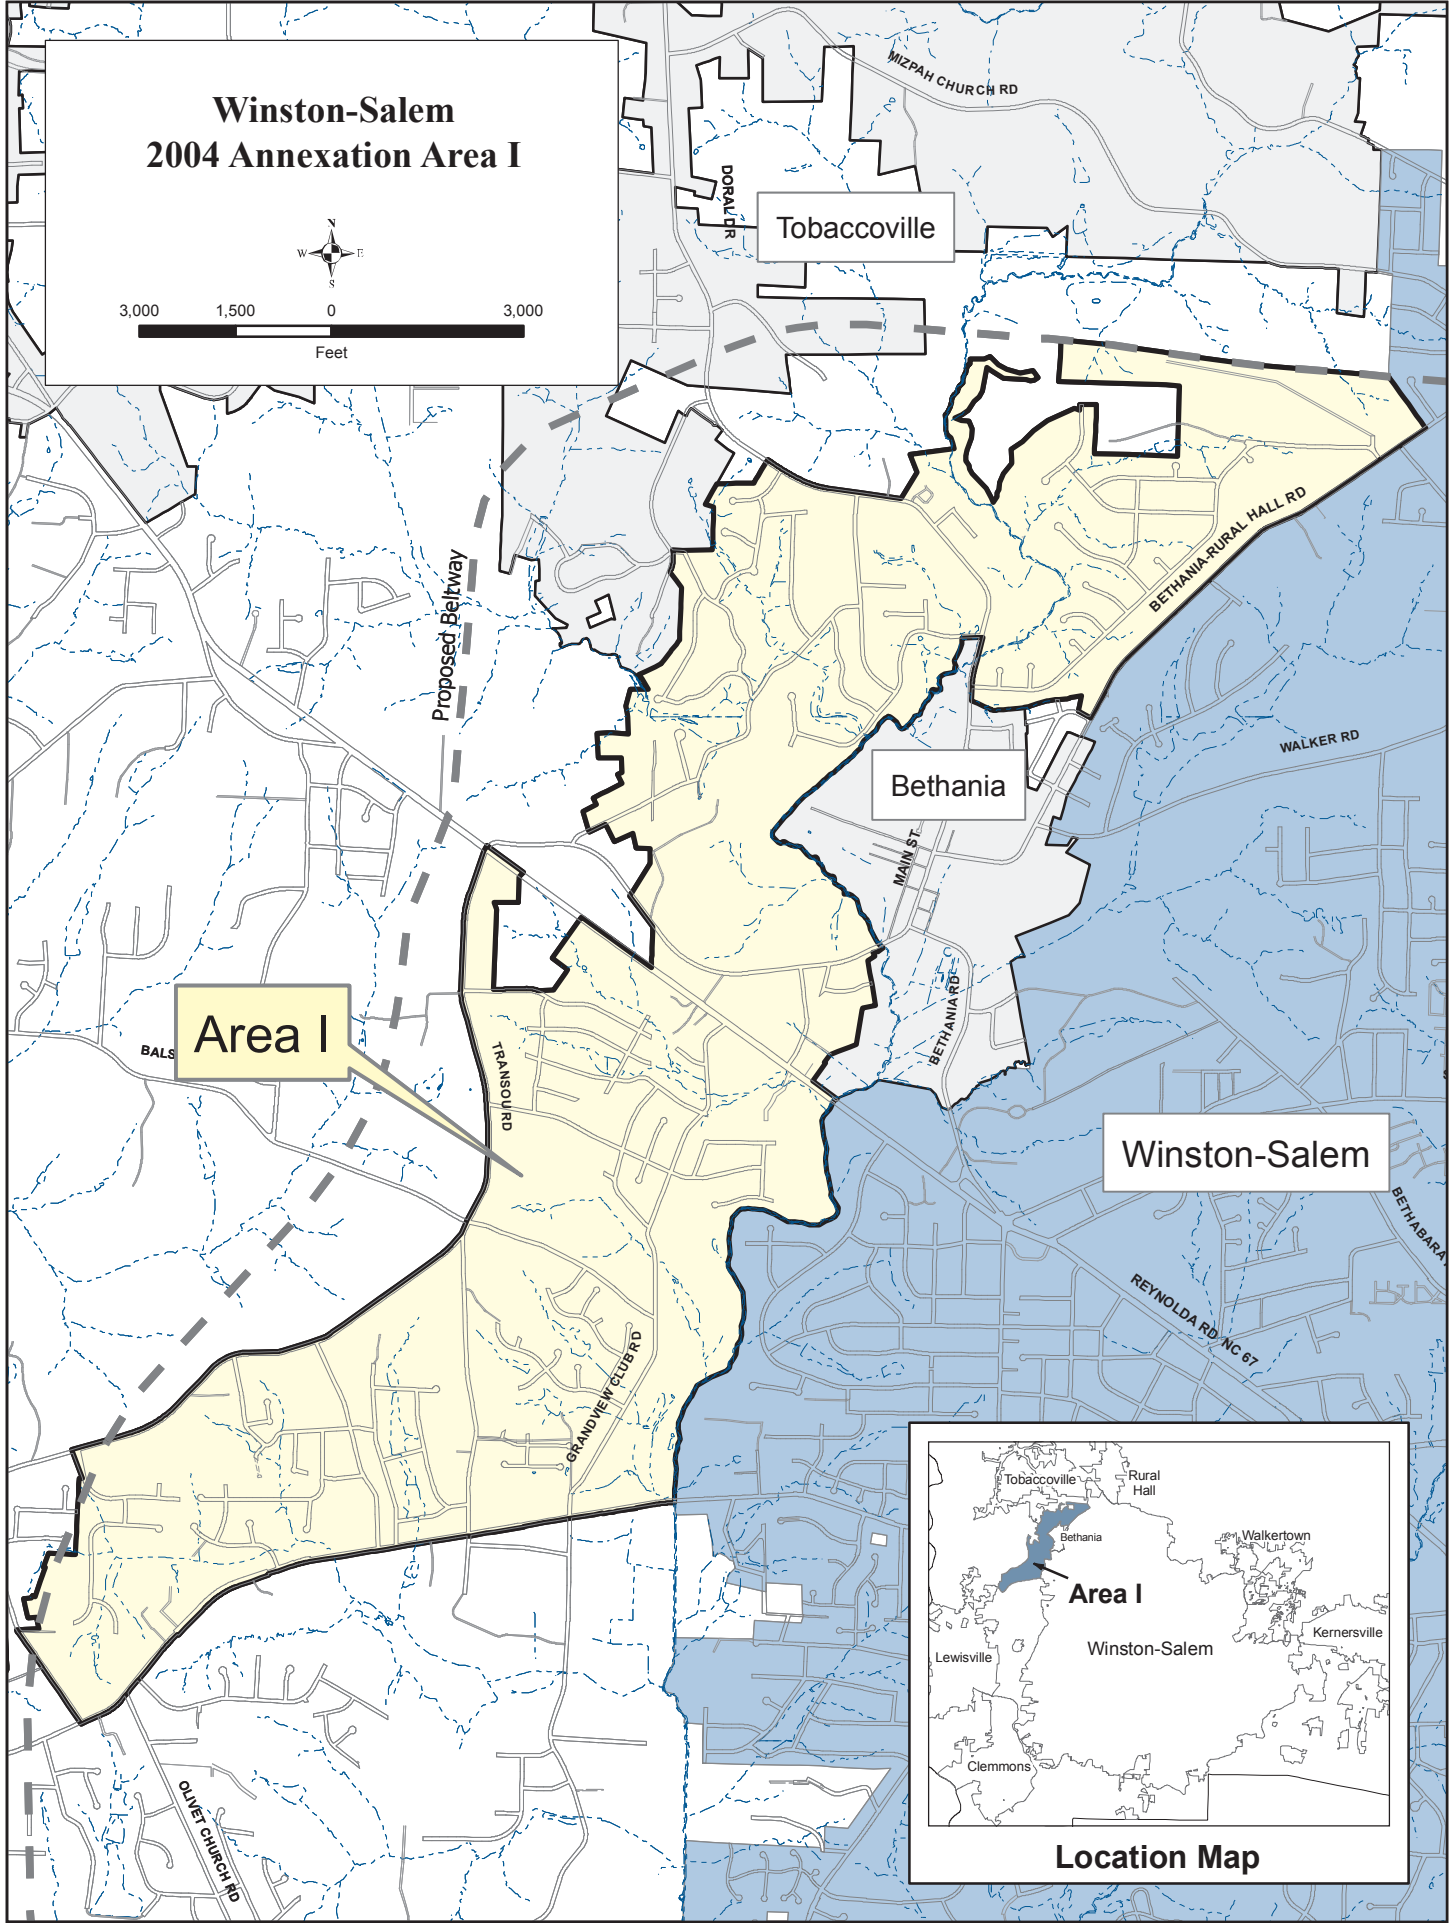 Winston-Salem
2004 Annexation Area I
N
W E
S
3,000 1,500 0 3,000
Feet
MIZPAH CHURCH RD
DORAL DR
Tobaccoville
BETHANIA-RURAL HALL RD
Proposed Beltway
WALKER RD
Bethania
MAIN ST
BETHANIA RD
Area I
BALS
TRANSOU RD
Winston-Salem
BETHABARA
REYNOLDA RD NC 67
GRANDVIEW CLUB RD
OLIVET CHURCH RD
Tobaccoville
Rural
Hall
Bethania
Walkertown
Area I
Kernersville
Winston-Salem
Lewisville
Clemmons
Location Map